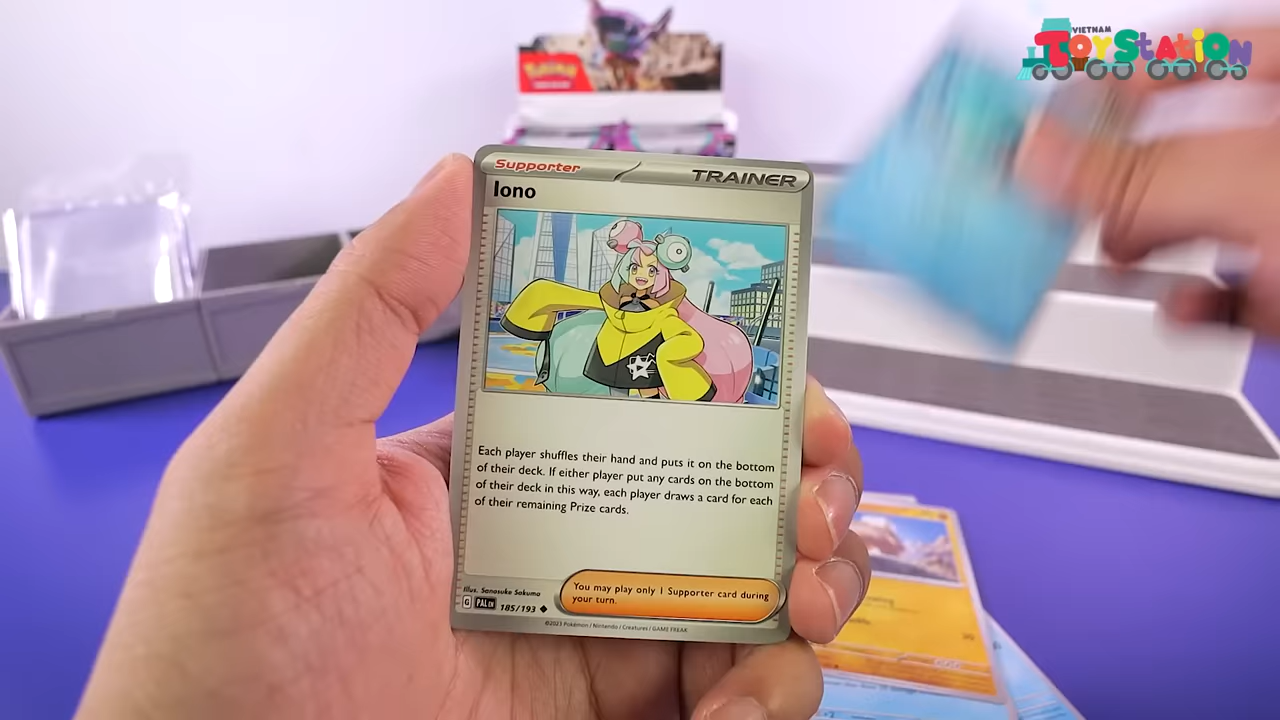 VIETNAM
ToyStation
Pokémon
Supporter
TRAINER
Iono
Each player shuffles their hand and puts it on the bottom
of their deck. If either player put any cards on the bottom
of their deck in this way, each player draws a card for each
of their remaining Prize cards.
You may play only 1 Supporter card during
your turn.
Illus. Sanosuke Sakuma
G PAL EN 185/193 ◆
©2023 Pokémon / Nintendo / Creatures / GAME FREAK